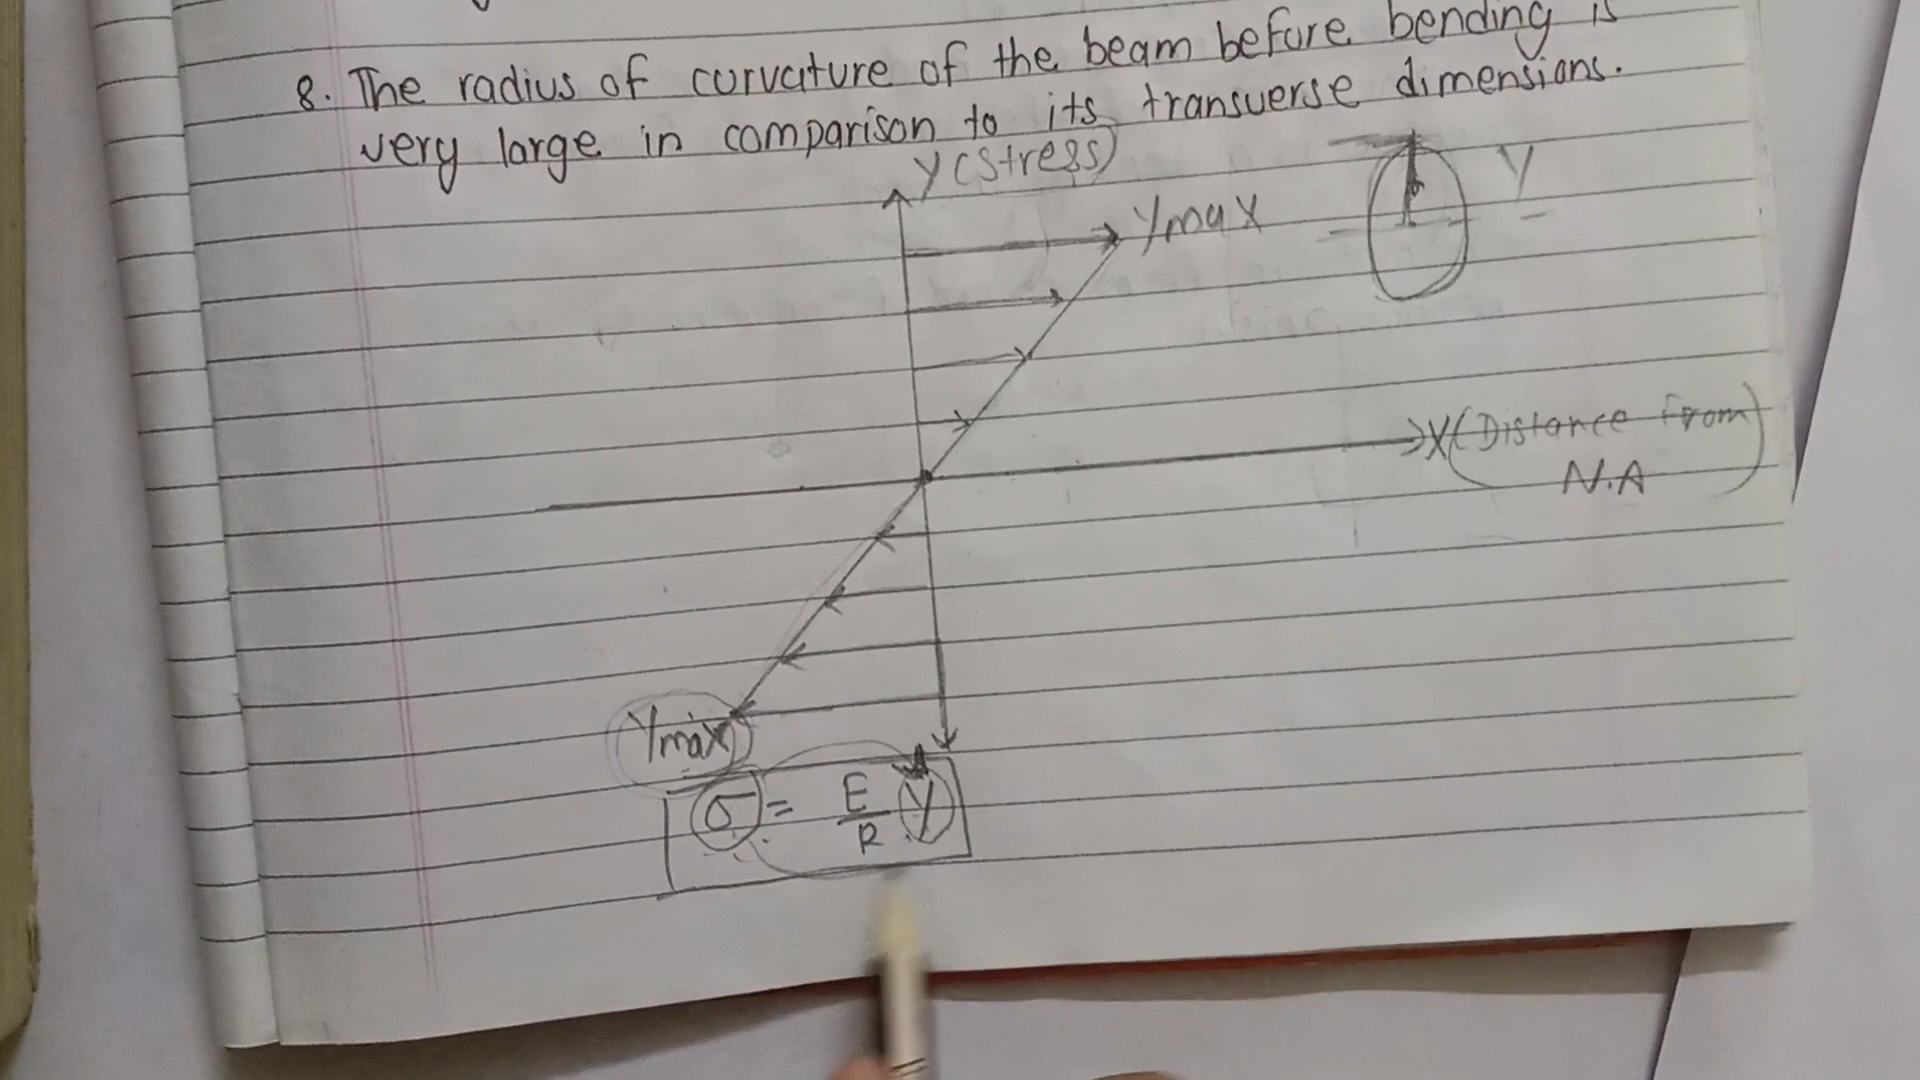 8. The radius of curvature of the beam before bending is
very large in comparison to its transverse dimensions.
Y (Stress)
Ymax
Y
X (Distance from
N.A
Ymax
σ = E/R y